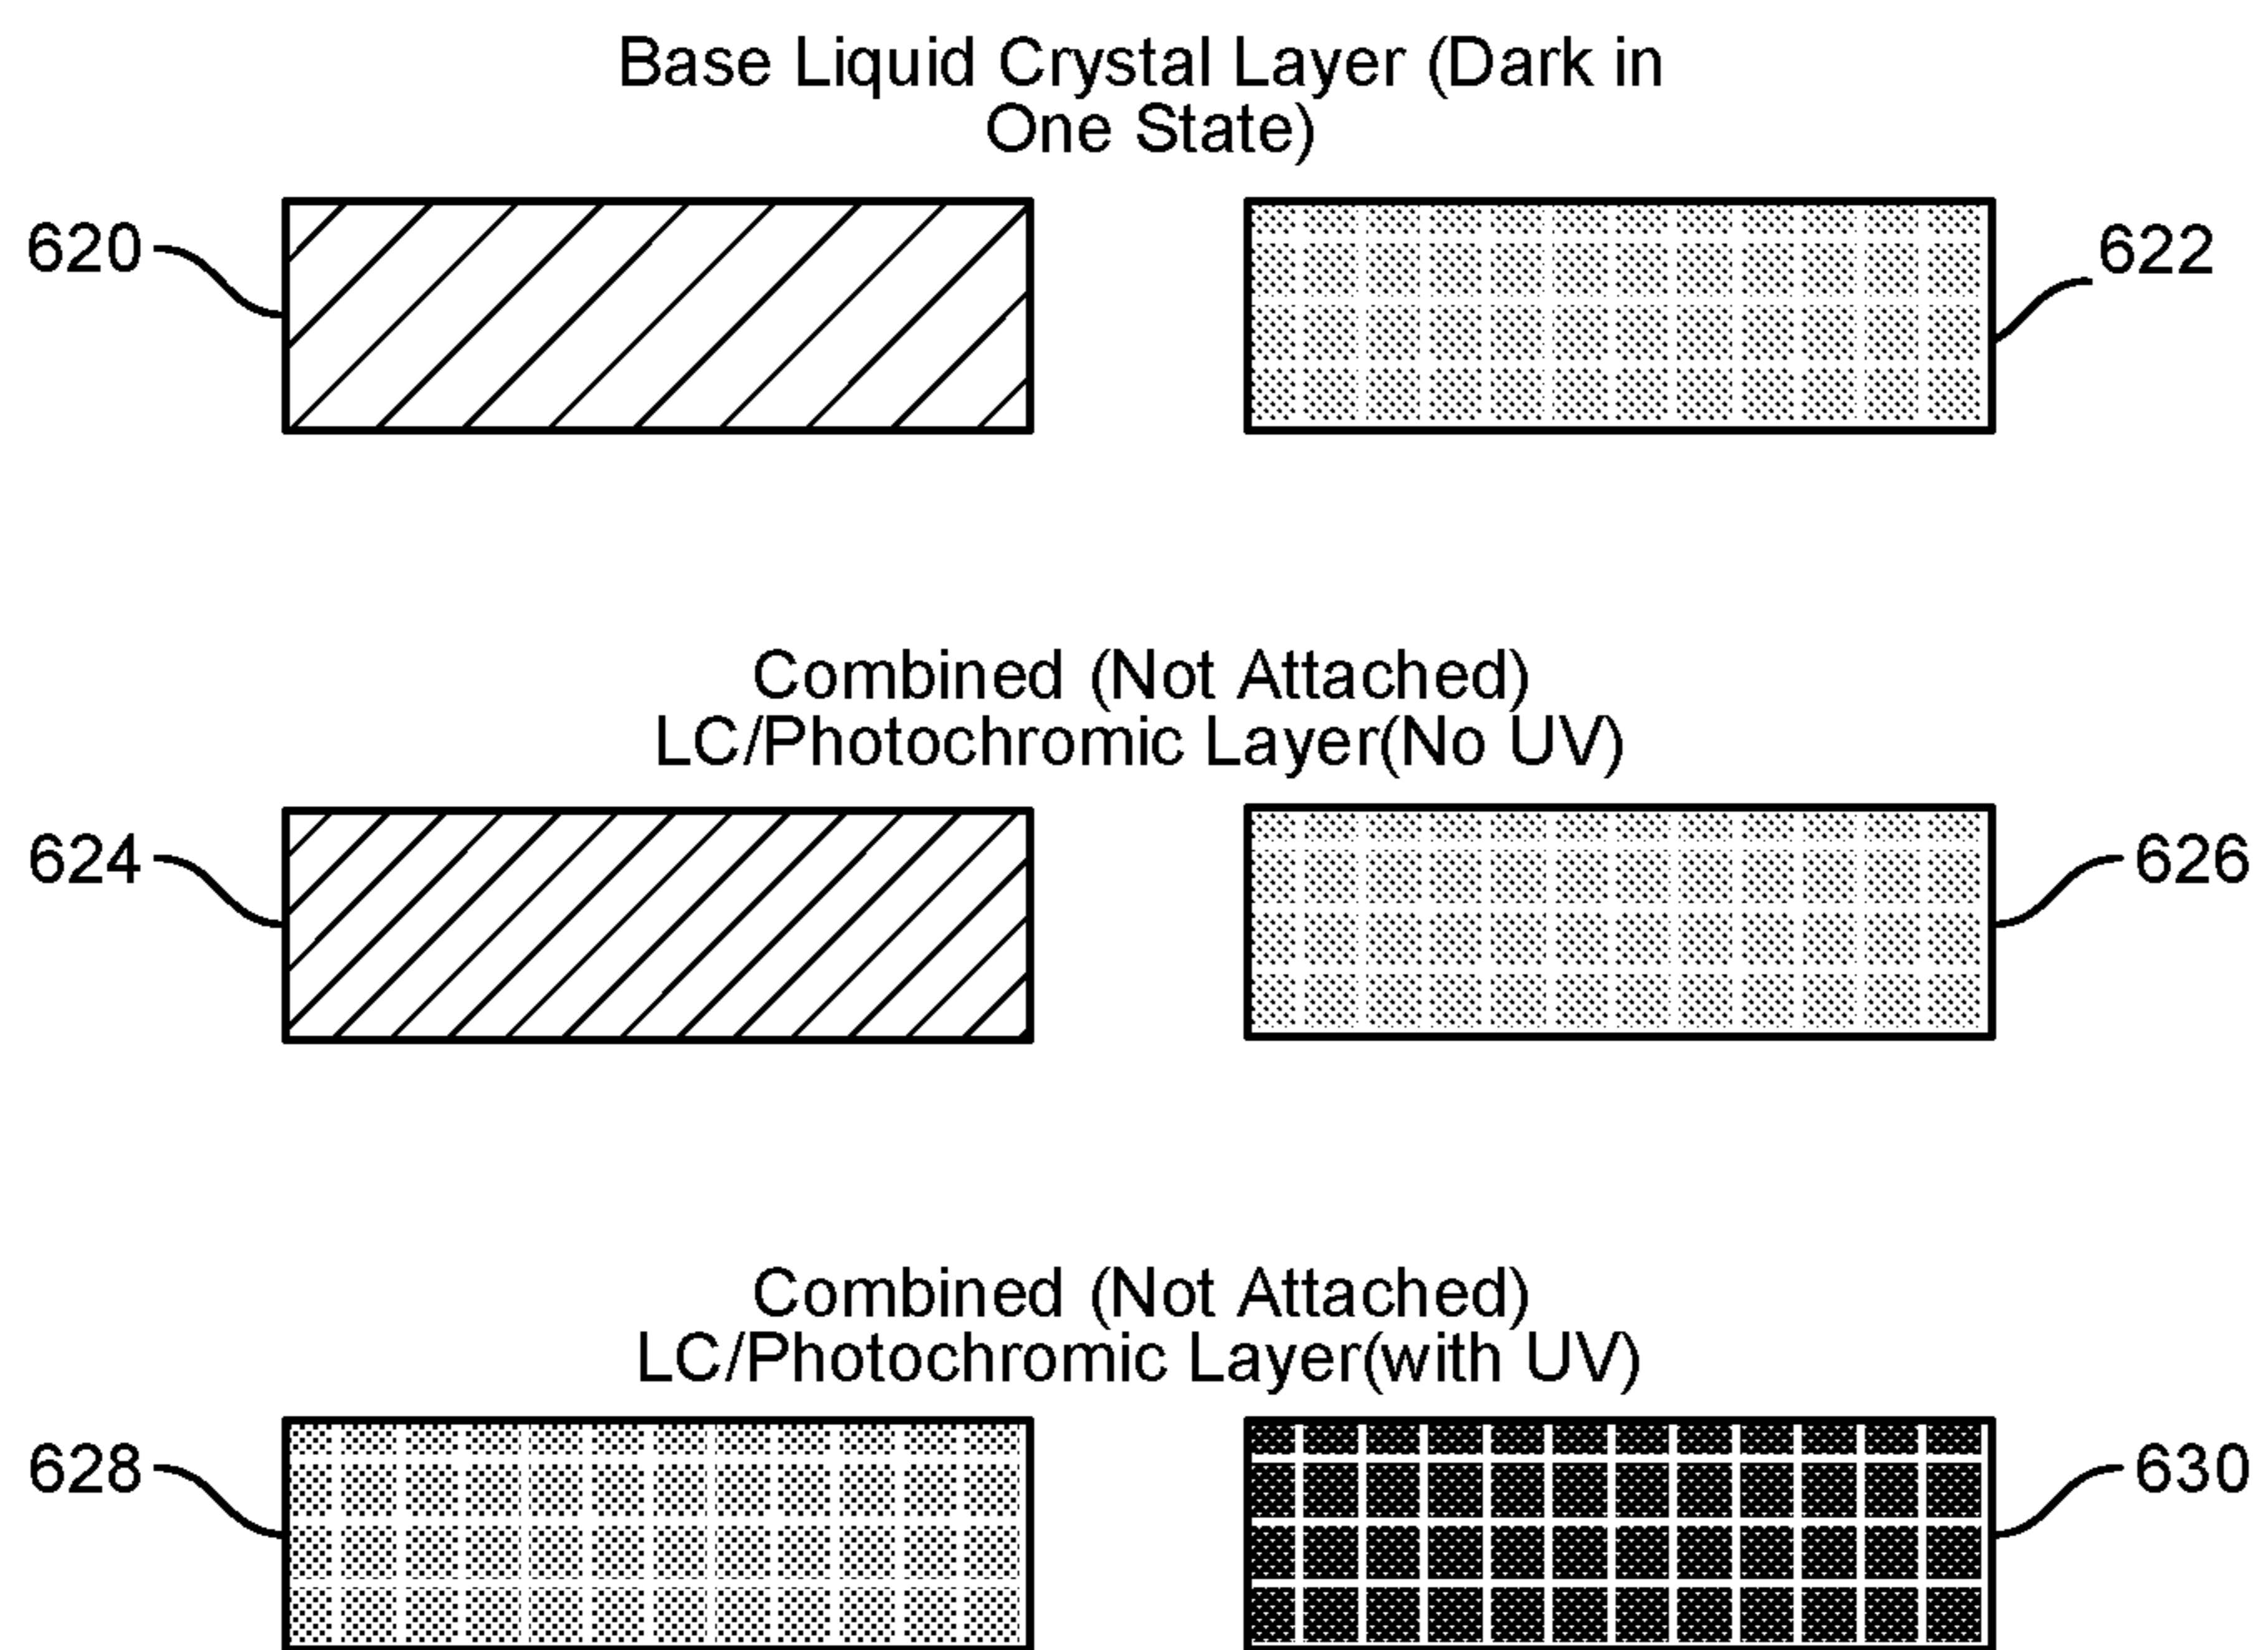 Base Liquid Crystal Layer (Dark in
One State)
620
622
Combined (Not Attached)
LC/Photochromic Layer(No UV)
624
626
Combined (Not Attached)
LC/Photochromic Layer(with UV)
628
630